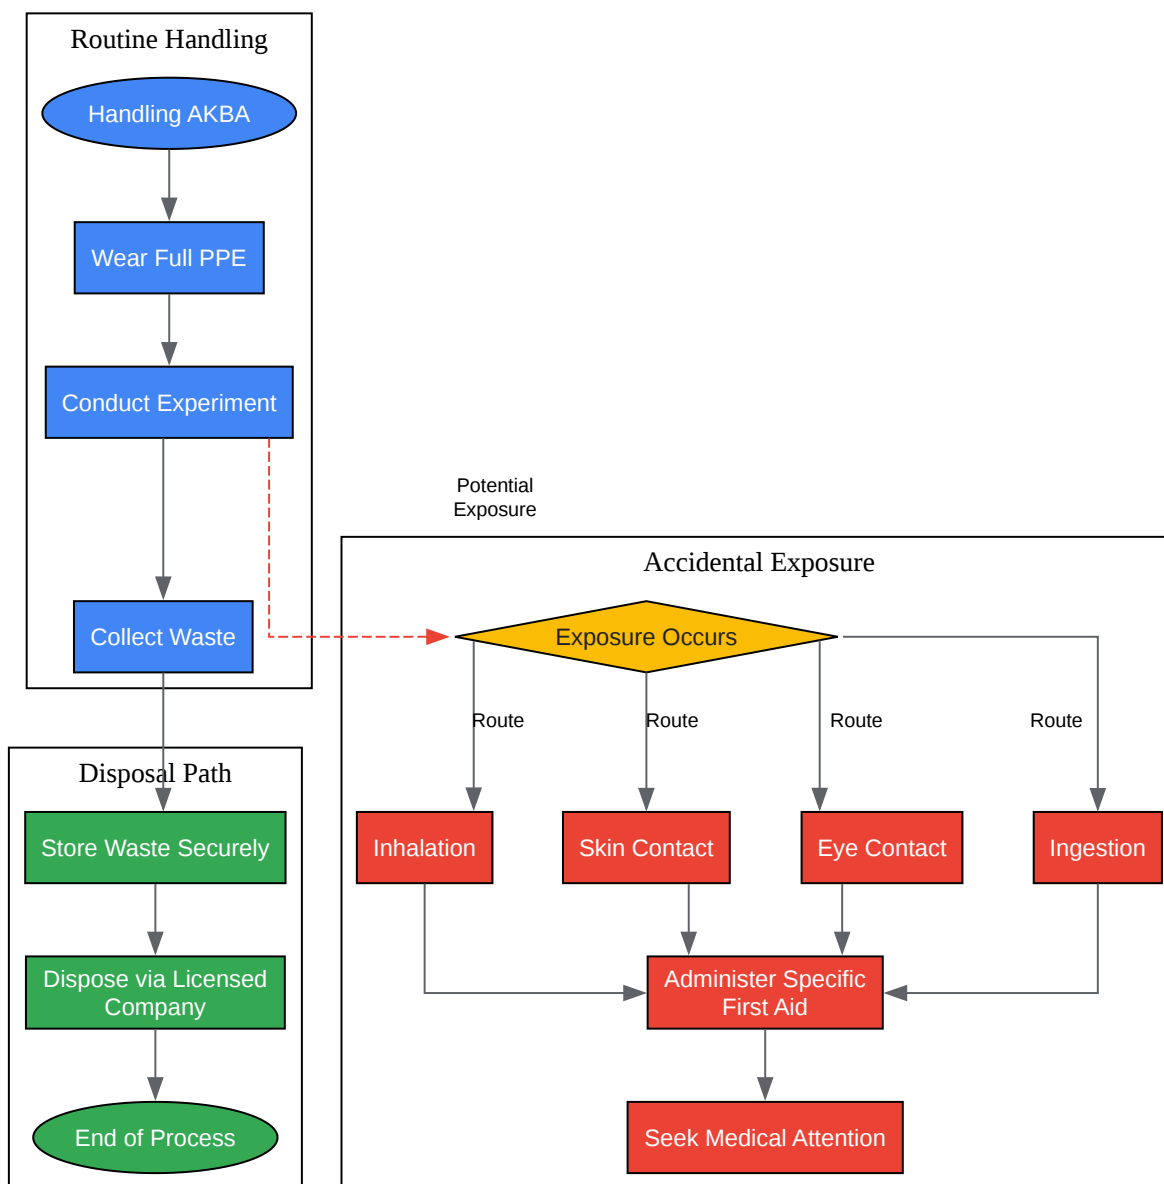 Routine Handling
Handling AKBA
Wear Full PPE
Conduct Experiment
Potential
Exposure
Accidental Exposure
Collect Waste
Exposure Occurs
Route
Route
Route
Route
Disposal Path
Store Waste Securely
Inhalation
Skin Contact
Eye Contact
Ingestion
Dispose via Licensed
Company
Administer Specific
First Aid
End of Process
Seek Medical Attention